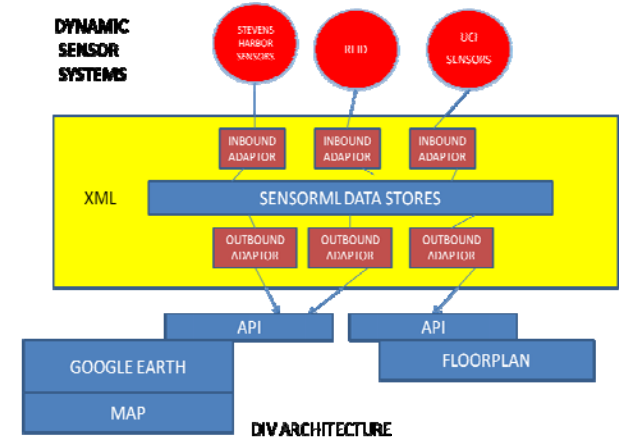 DYNAMIC
SENSOR
SYSTEMS
STEVENS
HARBOR
SENSORS
RFID
UCI
SENSORS
INBOUND
ADAPTOR
INBOUND
ADAPTOR
INBOUND
ADAPTOR
XML
SENSORML DATA STORES
OUTBOUND
ADAPTOR
OUTBOUND
ADAPTOR
OUTBOUND
ADAPTOR
API
API
GOOGLE EARTH
FLOORPLAN
MAP
DIV ARCHITECTURE